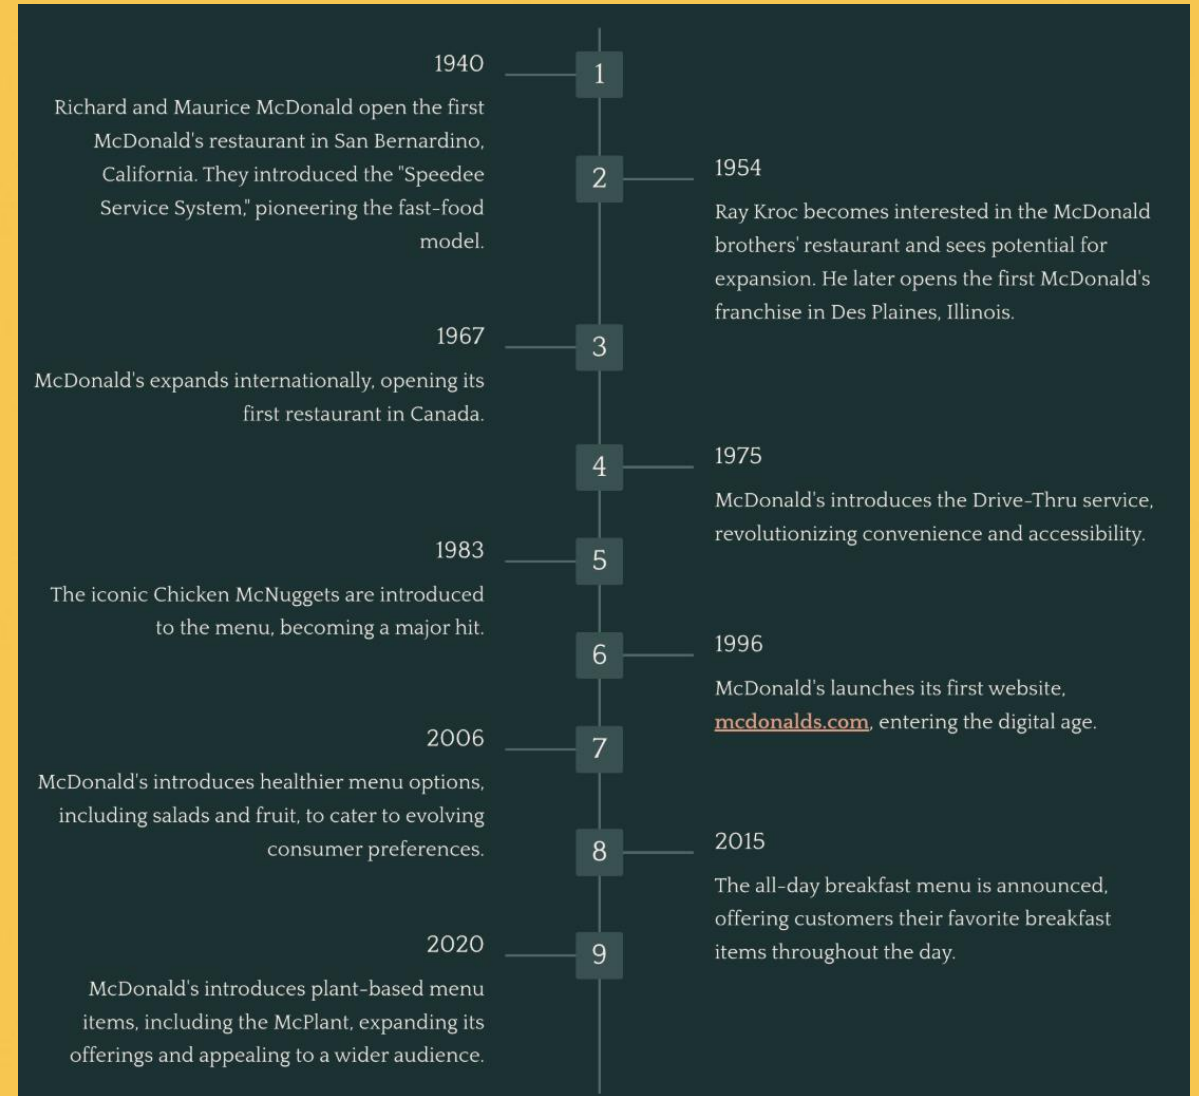 1
1940
Richard and Maurice McDonald open the first
McDonald's restaurant in San Bernardino,
California. They introduced the "Speedee
Service System," pioneering the fast-food
model.
2
1954
Ray Kroc becomes interested in the McDonald
brothers' restaurant and sees potential for
expansion. He later opens the first McDonald's
franchise in Des Plaines, Illinois.
3
1967
McDonald's expands internationally, opening its
first restaurant in Canada.
4
1975
McDonald's introduces the Drive-Thru service,
revolutionizing convenience and accessibility.
5
1983
The iconic Chicken McNuggets are introduced
to the menu, becoming a major hit.
6
1996
McDonald's launches its first website,
mcdonalds.com, entering the digital age.
7
2006
McDonald's introduces healthier menu options,
including salads and fruit, to cater to evolving
consumer preferences.
8
2015
The all-day breakfast menu is announced,
offering customers their favorite breakfast
items throughout the day.
9
2020
McDonald's introduces plant-based menu
items, including the McPlant, expanding its
offerings and appealing to a wider audience.